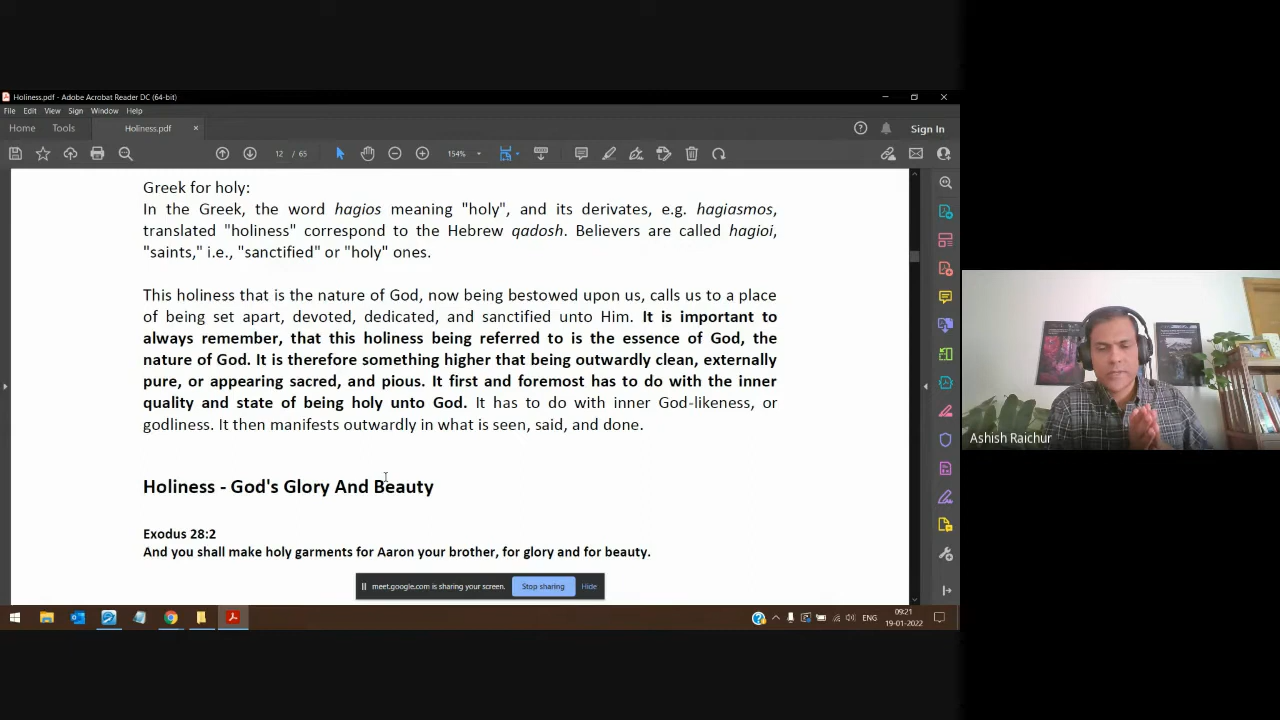 Holiness.pdf - Adobe Acrobat Reader DC (64-bit)
File Edit View Sign Window Help
Home Tools Holiness.pdf × Sign In
12 / 65 154%
Greek for holy:
In the Greek, the word hagios meaning "holy", and its derivates, e.g. hagiasmos,
translated "holiness" correspond to the Hebrew qadosh. Believers are called hagioi,
"saints," i.e., "sanctified" or "holy" ones.
This holiness that is the nature of God, now being bestowed upon us, calls us to a place
of being set apart, devoted, dedicated, and sanctified unto Him. It is important to
always remember, that this holiness being referred to is the essence of God, the
nature of God. It is therefore something higher that being outwardly clean, externally
pure, or appearing sacred, and pious. It first and foremost has to do with the inner
quality and state of being holy unto God. It has to do with inner God-likeness, or
godliness. It then manifests outwardly in what is seen, said, and done.
Holiness - God's Glory And Beauty
Exodus 28:2
And you shall make holy garments for Aaron your brother, for glory and for beauty.
meet.google.com is sharing your screen. Stop sharing Hide
ENG
09:21
19-01-2022
Ashish Raichur